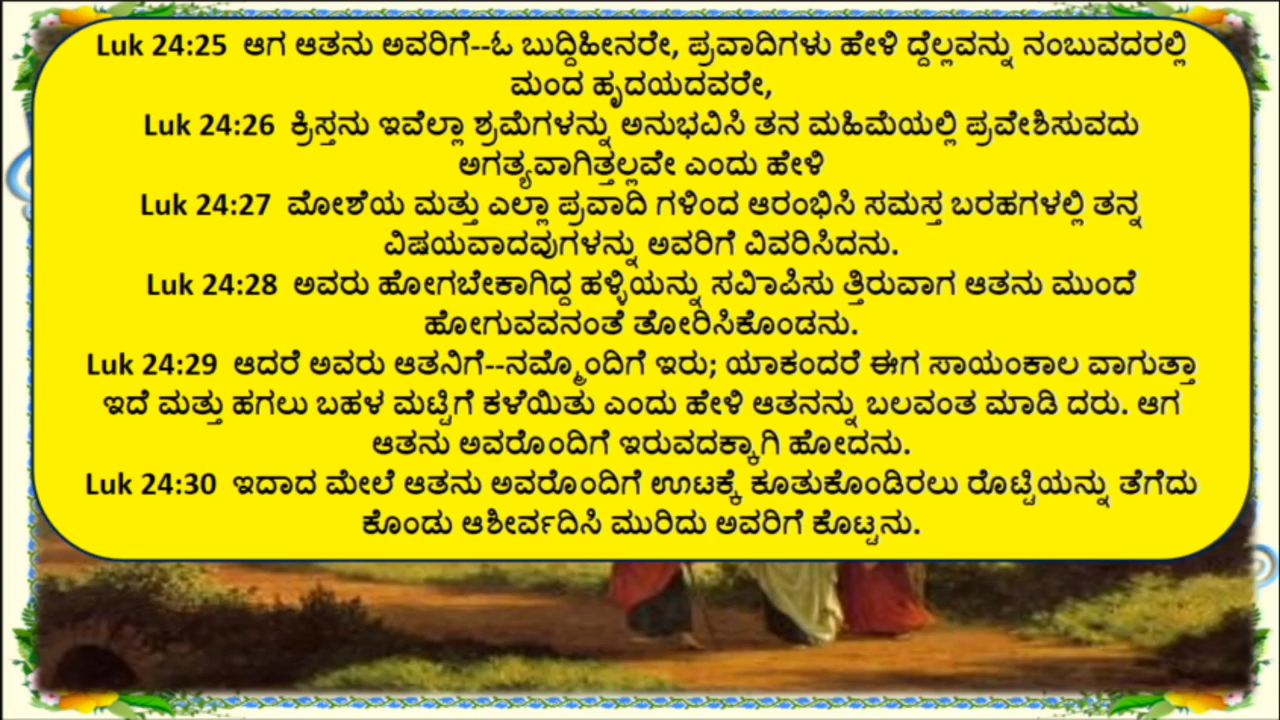 Luk 24:25 ಆಗ ಆತನು ಅವರಿಗೆ--ಓ ಬುದ್ದಿಹೀನರೇ, ಪ್ರವಾದಿಗಳು ಹೇಳಿ ದ್ದೆಲ್ಲವನ್ನು ನಂಬುವದರಲ್ಲಿ
ಮಂದ ಹೃದಯದವರೇ,
Luk 24:26 ಕ್ರಿಸ್ತನು ಇವೆಲ್ಲಾ ಶ್ರಮೆಗಳನ್ನು ಅನುಭವಿಸಿ ತನ ಮಹಿಮೆಯಲ್ಲಿ ಪ್ರವೇಶಿಸುವದು
ಅಗತ್ಯವಾಗಿತ್ತಲ್ಲವೇ ಎಂದು ಹೇಳಿ
Luk 24:27 ಮೋಶೆಯ ಮತ್ತು ಎಲ್ಲಾ ಪ್ರವಾದಿ ಗಳಿಂದ ಆರಂಭಿಸಿ ಸಮಸ್ತ ಬರಹಗಳಲ್ಲಿ ತನ್ನ
ವಿಷಯವಾದವುಗಳನ್ನು ಅವರಿಗೆ ವಿವರಿಸಿದನು.
Luk 24:28 ಅವರು ಹೋಗಬೇಕಾಗಿದ್ದ ಹಳ್ಳಿಯನ್ನು ಸವಿಾಪಿಸು ತ್ತಿರುವಾಗ ಆತನು ಮುಂದೆ
ಹೋಗುವವನಂತೆ ತೋರಿಸಿಕೊಂಡನು.
Luk 24:29 ಆದರೆ ಅವರು ಆತನಿಗೆ--ನಮ್ಮೊಂದಿಗೆ ಇರು; ಯಾಕಂದರೆ ಈಗ ಸಾಯಂಕಾಲ ವಾಗುತ್ತಾ
ಇದೆ ಮತ್ತು ಹಗಲು ಬಹಳ ಮಟ್ಟಿಗೆ ಕಳೆಯಿತು ಎಂದು ಹೇಳಿ ಆತನನ್ನು ಬಲವಂತ ಮಾಡಿ ದರು. ಆಗ
ಆತನು ಅವರೊಂದಿಗೆ ಇರುವದಕ್ಕಾಗಿ ಹೋದನು.
Luk 24:30 ಇದಾದ ಮೇಲೆ ಆತನು ಅವರೊಂದಿಗೆ ಊಟಕ್ಕೆ ಕೂತುಕೊಂಡಿರಲು ರೊಟ್ಟಿಯನ್ನು ತೆಗೆದು
ಕೊಂಡು ಆಶೀರ್ವದಿಸಿ ಮುರಿದು ಅವರಿಗೆ ಕೊಟ್ಟನು.